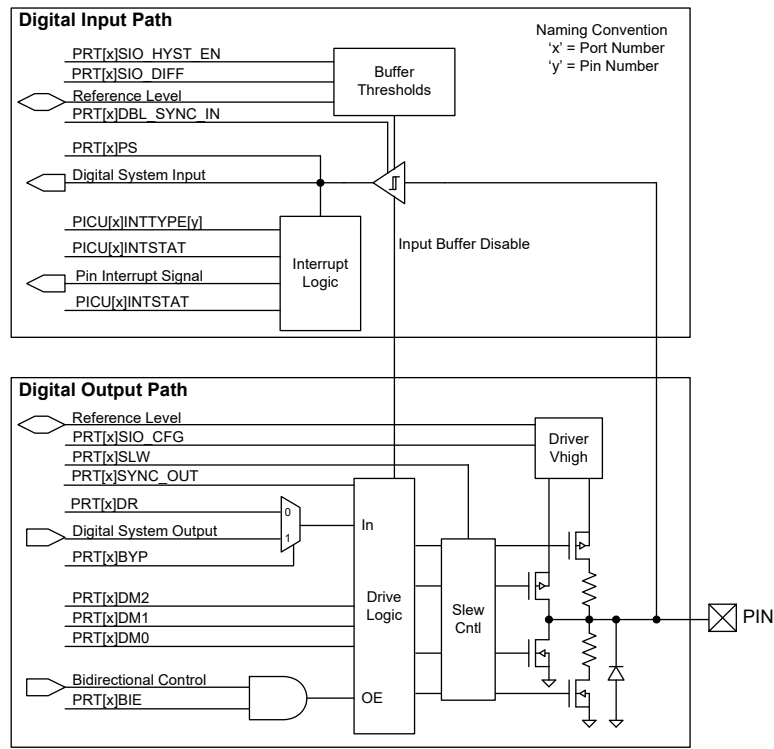 Digital Input Path
Naming Convention
'x' = Port Number
'y' = Pin Number
PRT[x]SIO_HYST_EN
PRT[x]SIO_DIFF
Reference Level
PRT[x]DBL_SYNC_IN
Buffer
Thresholds
PRT[x]PS
Digital System Input
PICU[x]INTTYPE[y]
PICU[x]INTSTAT
Pin Interrupt Signal
PICU[x]INTSTAT
Interrupt
Logic
Input Buffer Disable
Digital Output Path
Reference Level
PRT[x]SIO_CFG
PRT[x]SLW
PRT[x]SYNC_OUT
Driver
Vhigh
PRT[x]DR
Digital System Output
PRT[x]BYP
0
1
In
Drive
Logic
OE
Slew
Cntl
PRT[x]DM2
PRT[x]DM1
PRT[x]DM0
Bidirectional Control
PRT[x]BIE
PIN